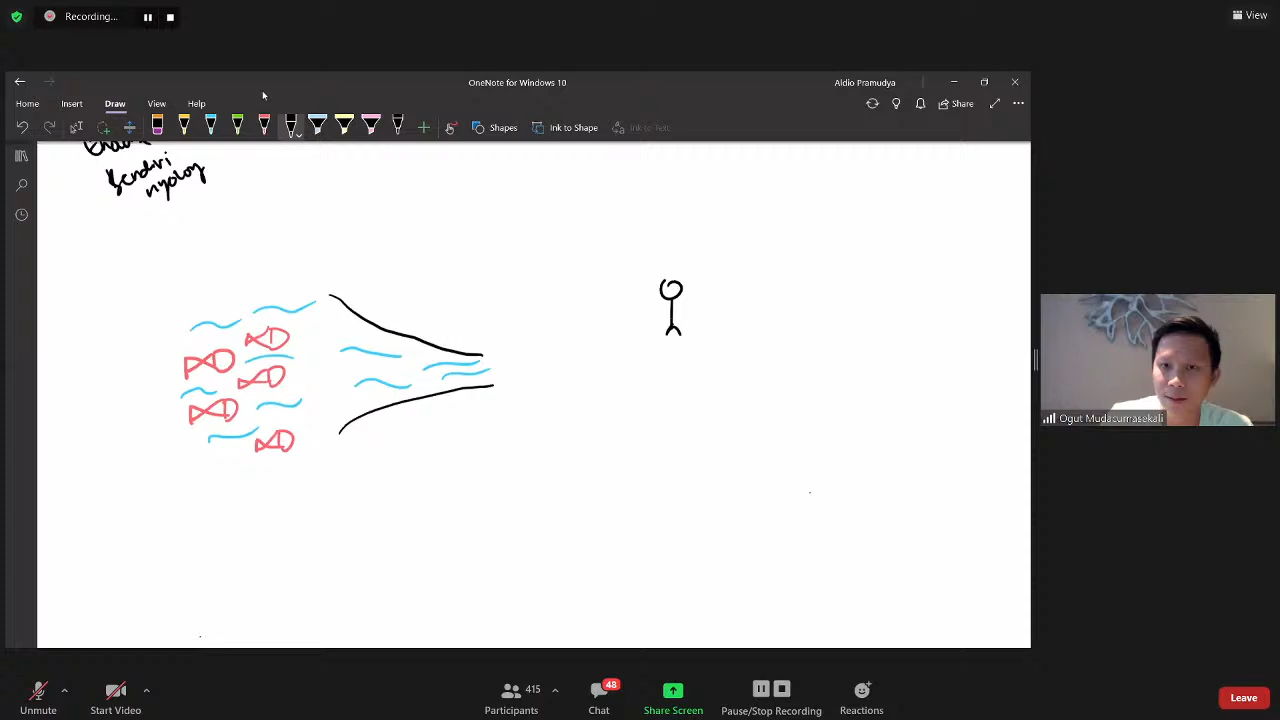 Recording...
View
OneNote for Windows 10
Aldio Pramudya
Home Insert Draw View Help
Share
Shapes Ink to Shape Ink to Text
Sendiri
nyolong
Ogut Mudacumasekali
415
48
Unmute Start Video Participants Chat Share Screen Pause/Stop Recording Reactions
Leave